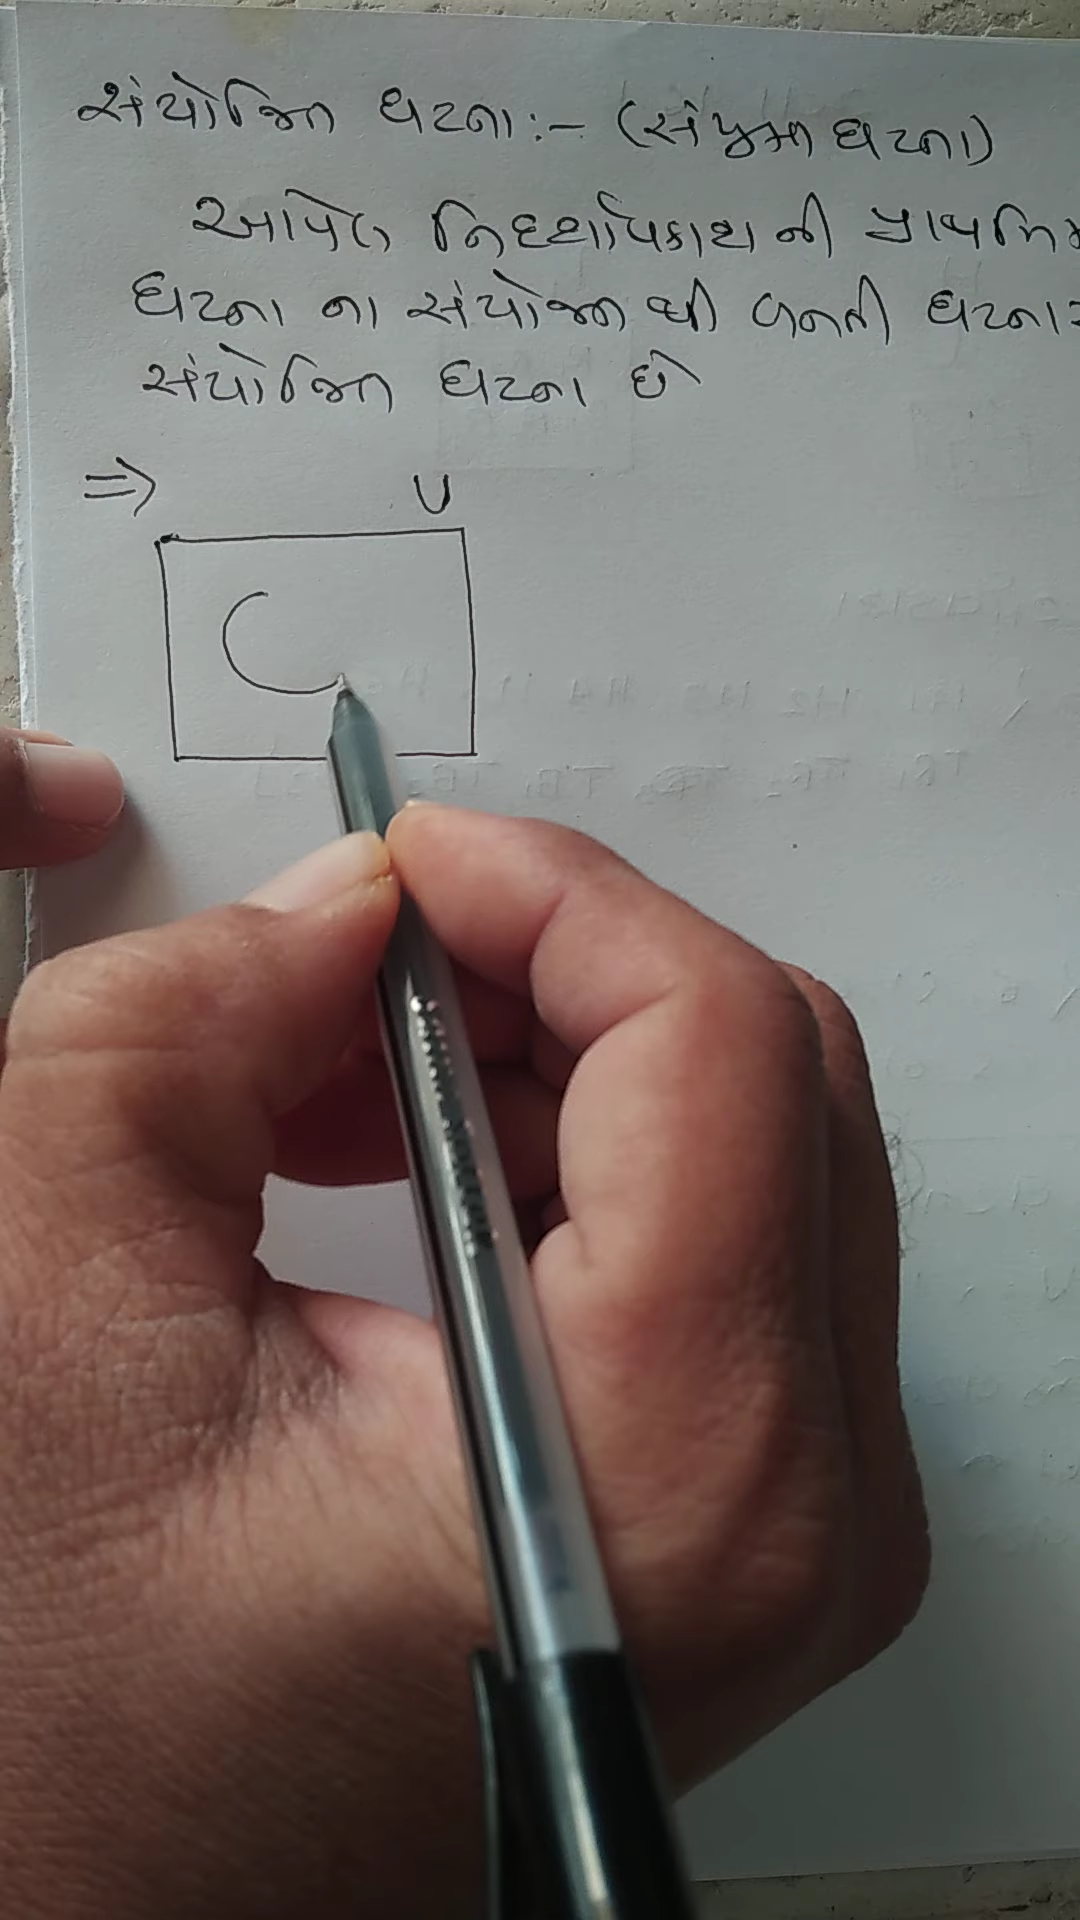 સંયોજિત ઘટના:- (સંયુક્ત ઘટના)
આપેલ નિદર્શાવકાશ ની પ્રાથમિક
ઘટના ના સંયોજન થી બનતી ઘટના
સંયોજિત ઘટના છે
⇒ U